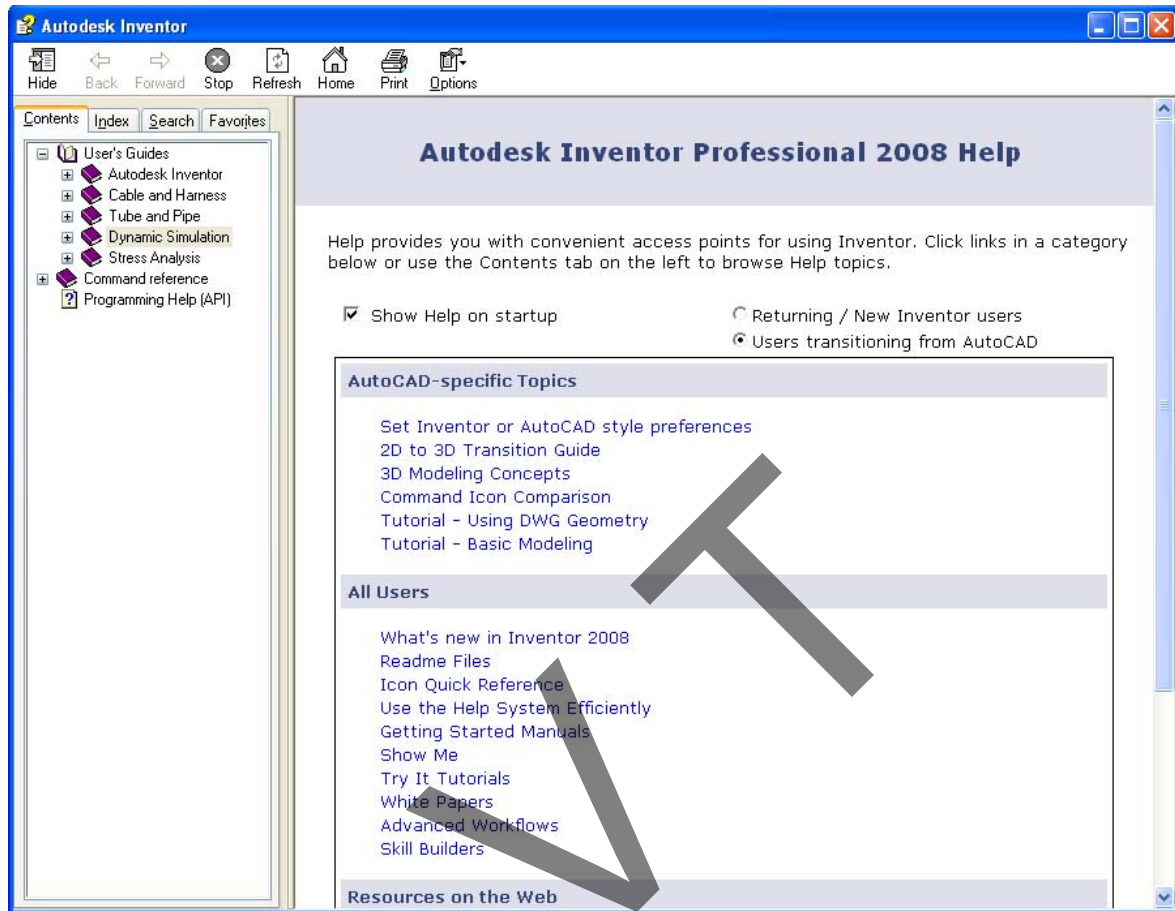 Autodesk Inventor
Hide Back Forward Stop Refresh Home Print Options
Contents Index Search Favorites
User's Guides
Autodesk Inventor
Cable and Harness
Tube and Pipe
Dynamic Simulation
Stress Analysis
Command reference
Programming Help (API)
Autodesk Inventor Professional 2008 Help
Help provides you with convenient access points for using Inventor. Click links in a category
below or use the Contents tab on the left to browse Help topics.
Show Help on startup
Returning / New Inventor users
Users transitioning from AutoCAD
AutoCAD-specific Topics
Set Inventor or AutoCAD style preferences
2D to 3D Transition Guide
3D Modeling Concepts
Command Icon Comparison
Tutorial - Using DWG Geometry
Tutorial - Basic Modeling
All Users
What's new in Inventor 2008
Readme Files
Icon Quick Reference
Use the Help System Efficiently
Getting Started Manuals
Show Me
Try It Tutorials
White Papers
Advanced Workflows
Skill Builders
Resources on the Web
VT